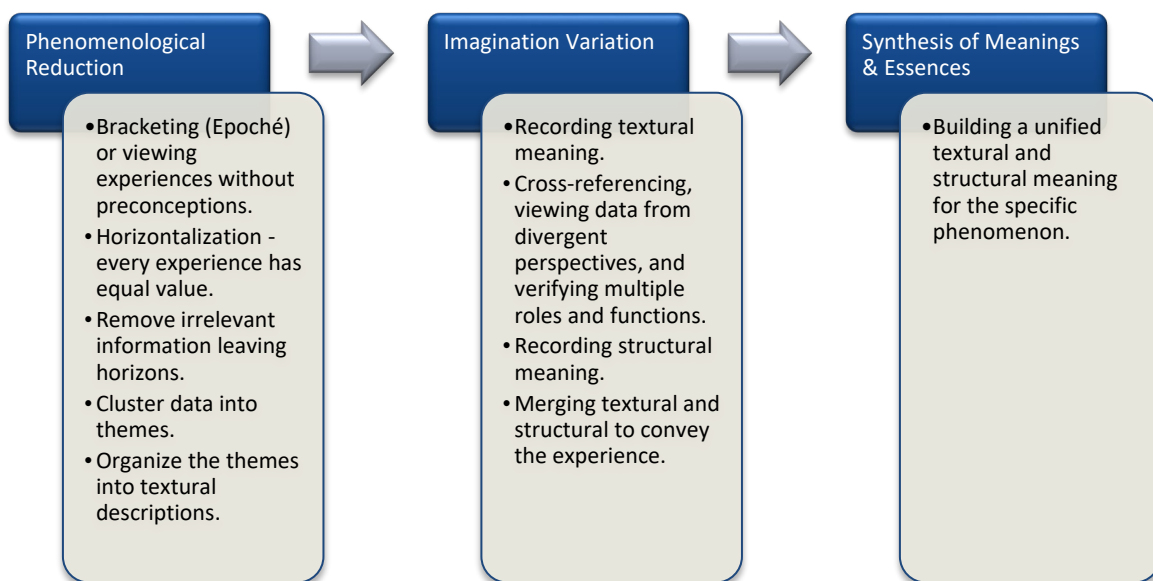 Phenomenological
Reduction
•Bracketing (Epoché)
or viewing
experiences without
preconceptions.
•Horizontalization -
every experience has
equal value.
•Remove irrelevant
information leaving
horizons.
•Cluster data into
themes.
•Organize the themes
into textural
descriptions.
Imagination Variation
•Recording textural
meaning.
•Cross-referencing,
viewing data from
divergent
perspectives, and
verifying multiple
roles and functions.
•Recording structural
meaning.
•Merging textural and
structural to convey
the experience.
Synthesis of Meanings
& Essences
•Building a unified
textural and
structural meaning
for the specific
phenomenon.